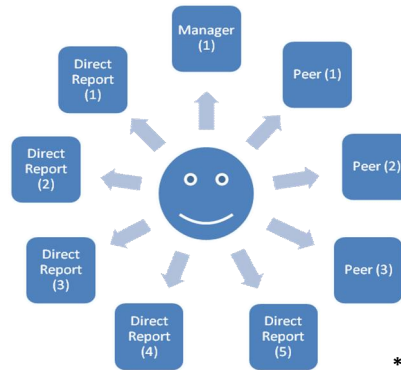 Manager
(1)
Peer (1)
Peer (2)
Peer (3)
Direct
Report
(5)
Direct
Report
(4)
Direct
Report
(3)
Direct
Report
(2)
Direct
Report
(1)
*